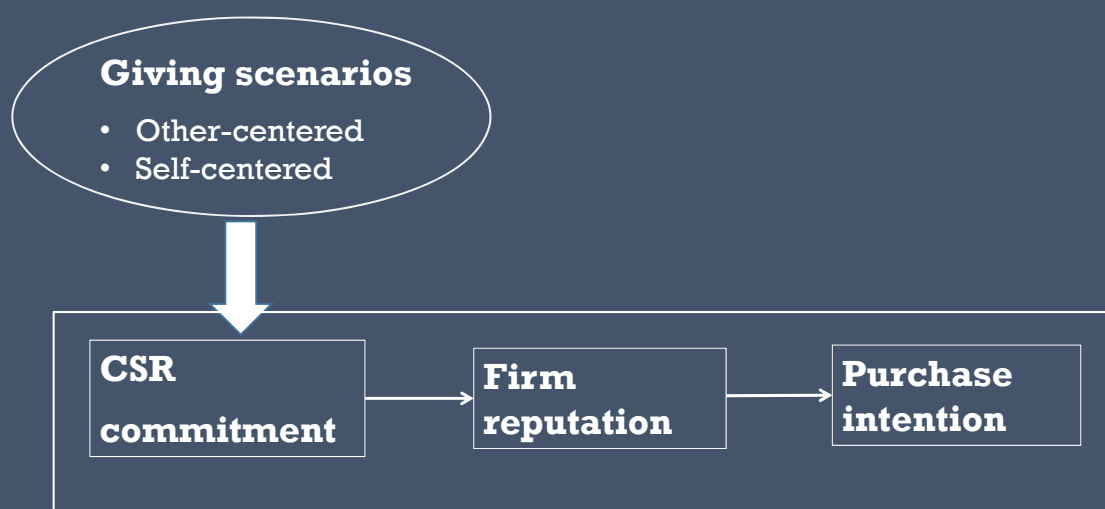 Giving scenarios
• Other-centered
• Self-centered
CSR
commitment
Firm
reputation
Purchase
intention